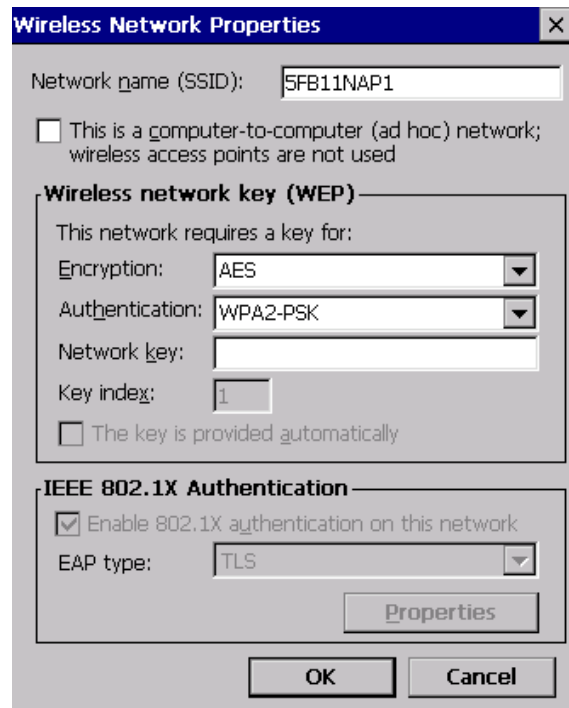 Wireless Network Properties
Network name (SSID): 5FB11NAP1
This is a computer-to-computer (ad hoc) network;
wireless access points are not used
Wireless network key (WEP)
This network requires a key for:
Encryption: AES
Authentication: WPA2-PSK
Network key:
Key index: 1
The key is provided automatically
IEEE 802.1X Authentication
Enable 802.1X authentication on this network
EAP type: TLS
Properties
OK Cancel